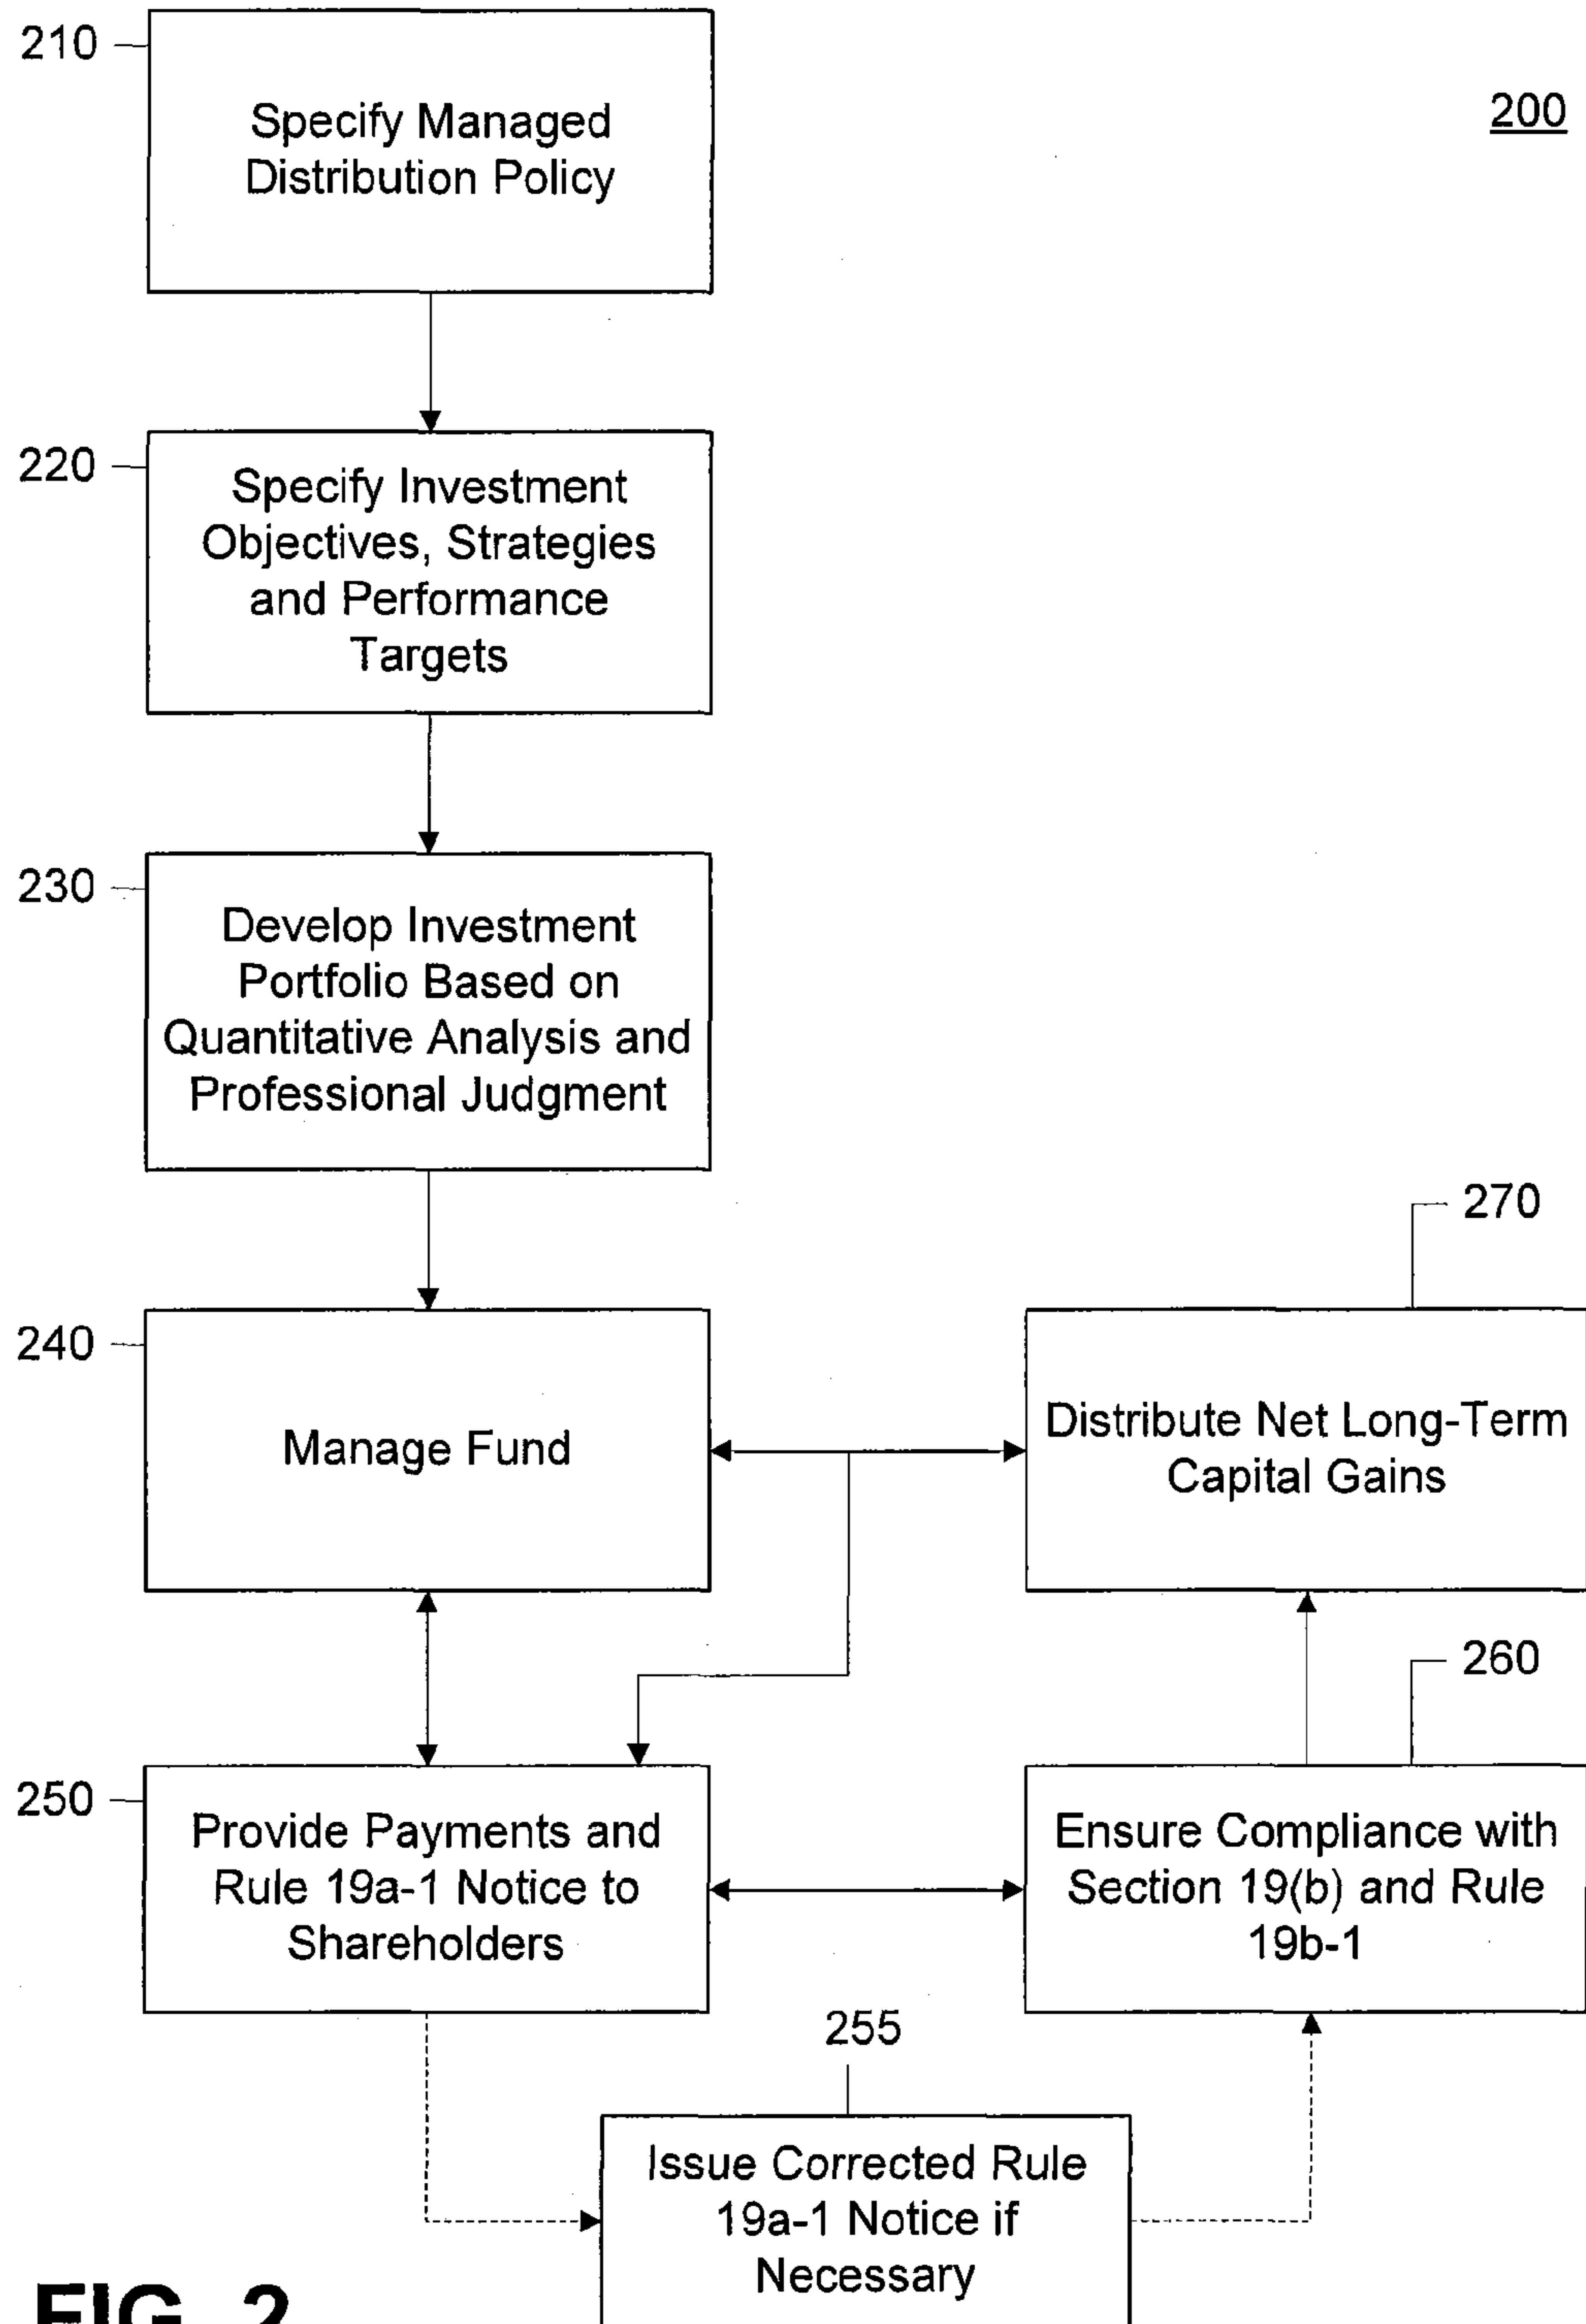 210
200
Specify Managed
Distribution Policy
220
Specify Investment
Objectives, Strategies
and Performance
Targets
230
Develop Investment
Portfolio Based on
Quantitative Analysis and
Professional Judgment
270
240
Manage Fund
Distribute Net Long-Term
Capital Gains
260
250
Provide Payments and
Rule 19a-1 Notice to
Shareholders
Ensure Compliance with
Section 19(b) and Rule
19b-1
255
Issue Corrected Rule
19a-1 Notice if
Necessary
FIG. 2